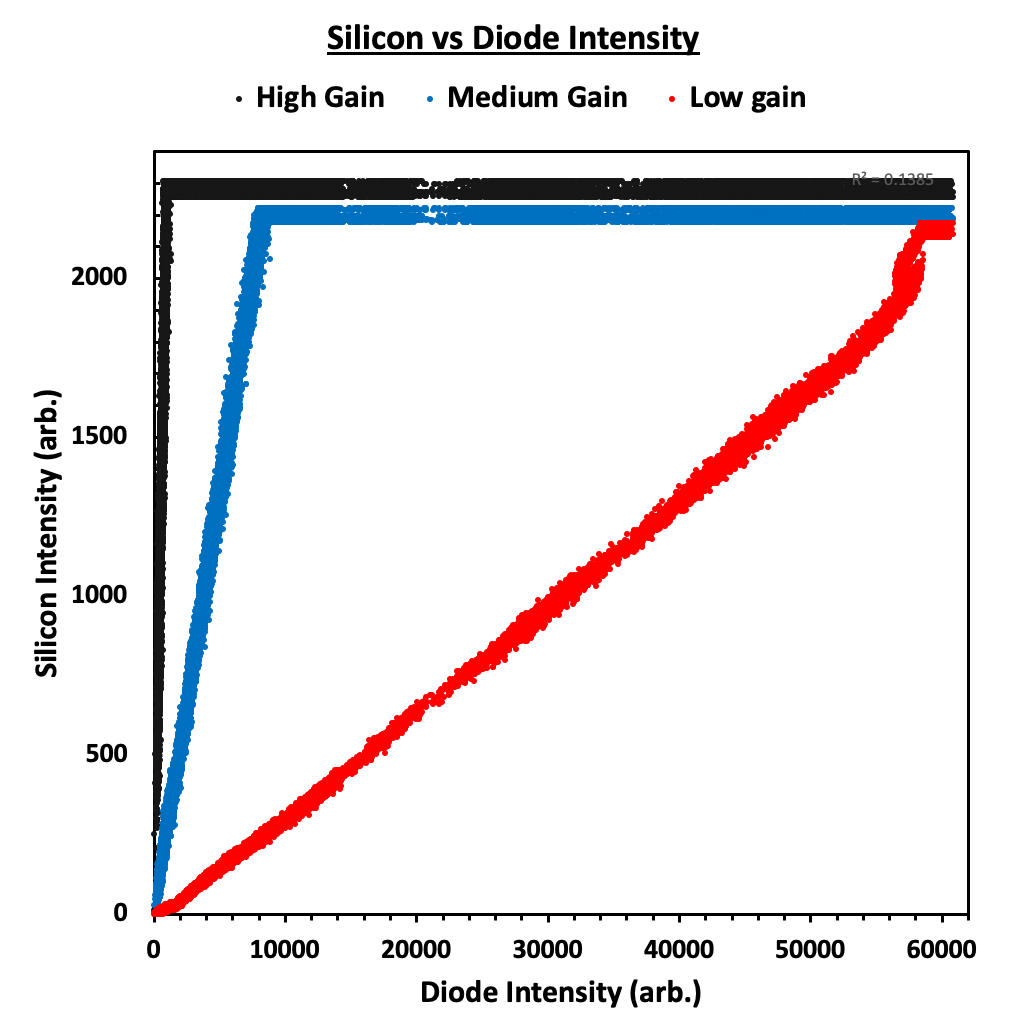 Silicon vs Diode Intensity
High Gain
Medium Gain
Low gain
R² = 0.1385
2000
1500
1000
500
0
Silicon Intensity (arb.)
0
10000
20000
30000
40000
50000
60000
Diode Intensity (arb.)